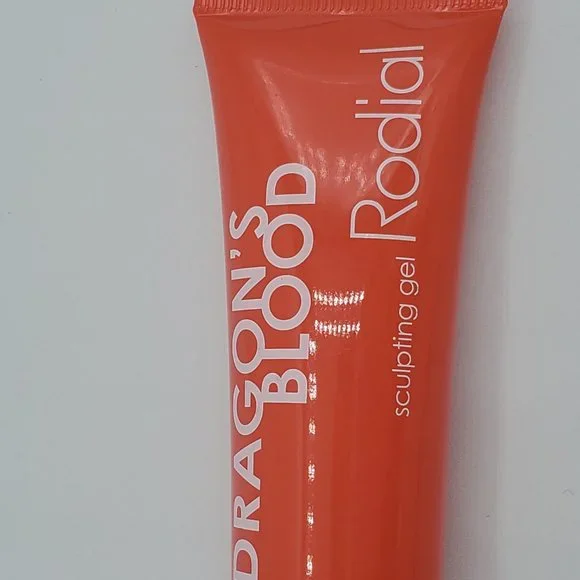 DRAGON'S
BLOOD
Rodial
sculpting gel